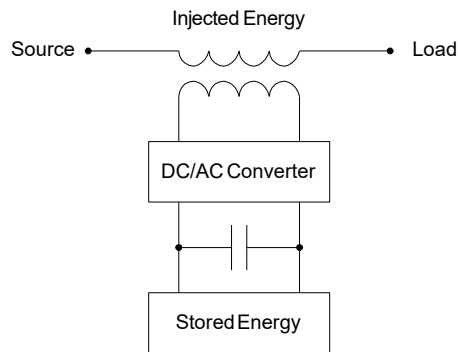 Injected Energy
Source
Load
DC/AC Converter
Stored Energy